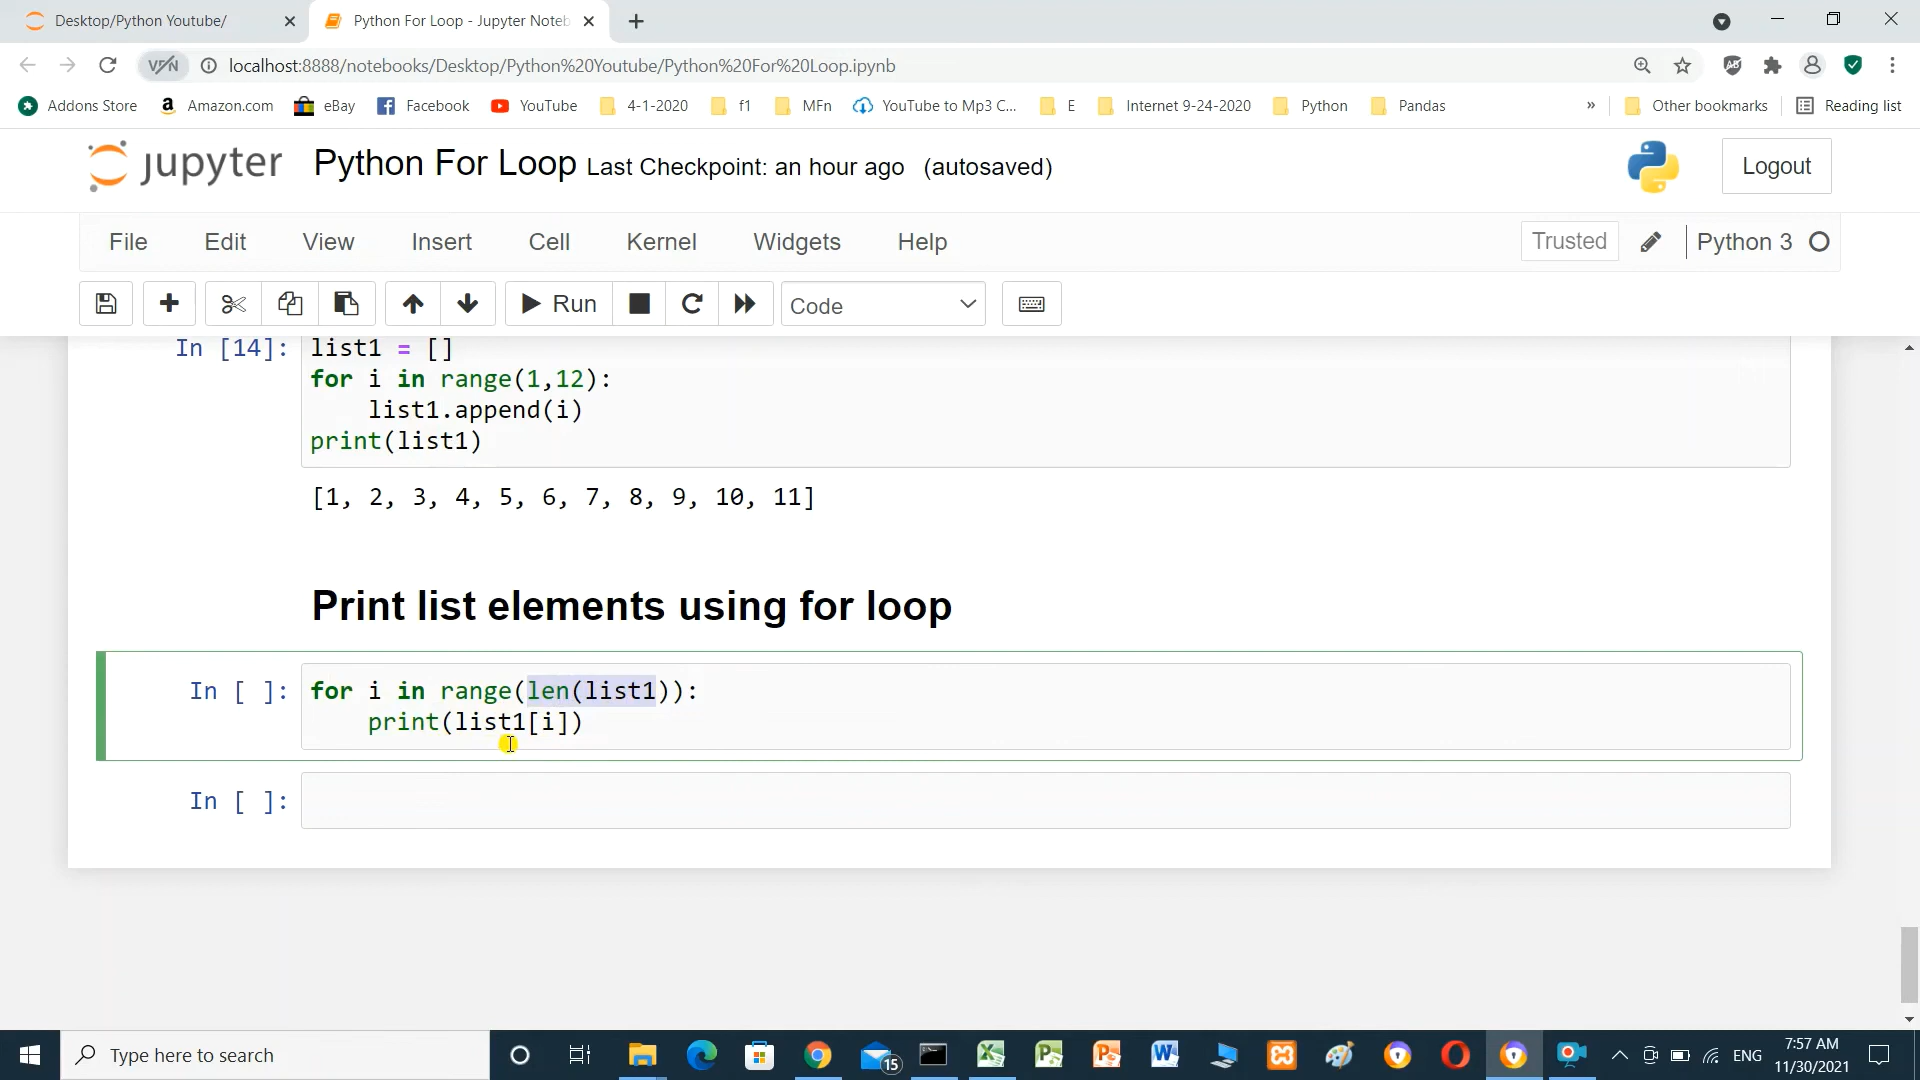 Desktop/Python Youtube/
Python For Loop - Jupyter Noteb
VPN
localhost:8888/notebooks/Desktop/Python%20Youtube/Python%20For%20Loop.ipynb
Addons Store
Amazon.com
eBay
Facebook
YouTube
4-1-2020
f1
MFn
YouTube to Mp3 C...
E
Internet 9-24-2020
Python
Pandas
»
Other bookmarks
Reading list
jupyter
Python For Loop Last Checkpoint: an hour ago (autosaved)
Logout
File
Edit
View
Insert
Cell
Kernel
Widgets
Help
Trusted
Python 3
Run
Code
In [14]:
list1 = []
for i in range(1,12):
    list1.append(i)
print(list1)
[1, 2, 3, 4, 5, 6, 7, 8, 9, 10, 11]
Print list elements using for loop
In [ ]:
for i in range(len(list1)):
    print(list1[i])
In [ ]:
Type here to search
15
ENG
7:57 AM
11/30/2021